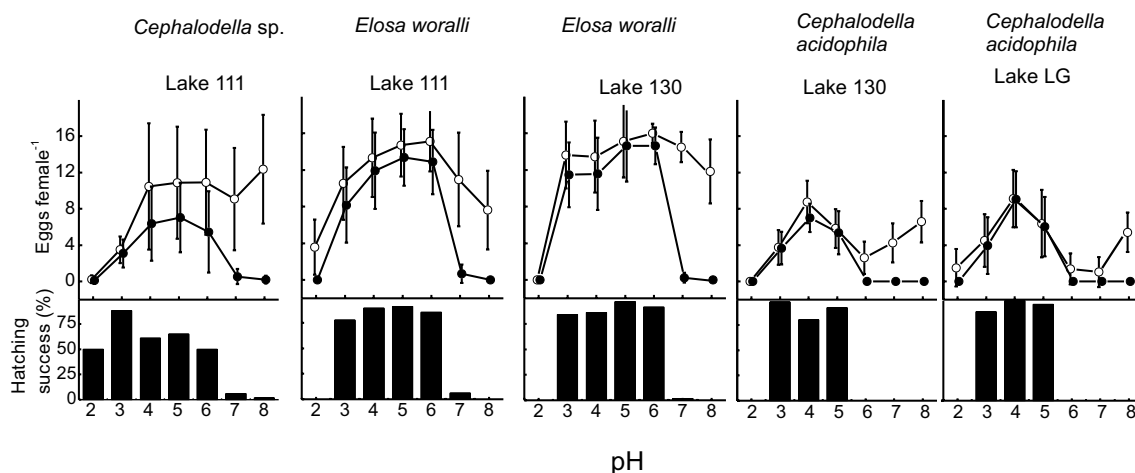 Cephalodella sp.
Elosa woralli
Elosa woralli
Cephalodella
acidophila
Cephalodella
acidophila
Lake 111
Lake 111
Lake 130
Lake 130
Lake LG
Eggs female-1
16
12
8
4
0
Hatching
success (%)
75
50
25
0
2 3 4 5 6 7 8
2 3 4 5 6 7 8
2 3 4 5 6 7 8
2 3 4 5 6 7 8
2 3 4 5 6 7 8
pH